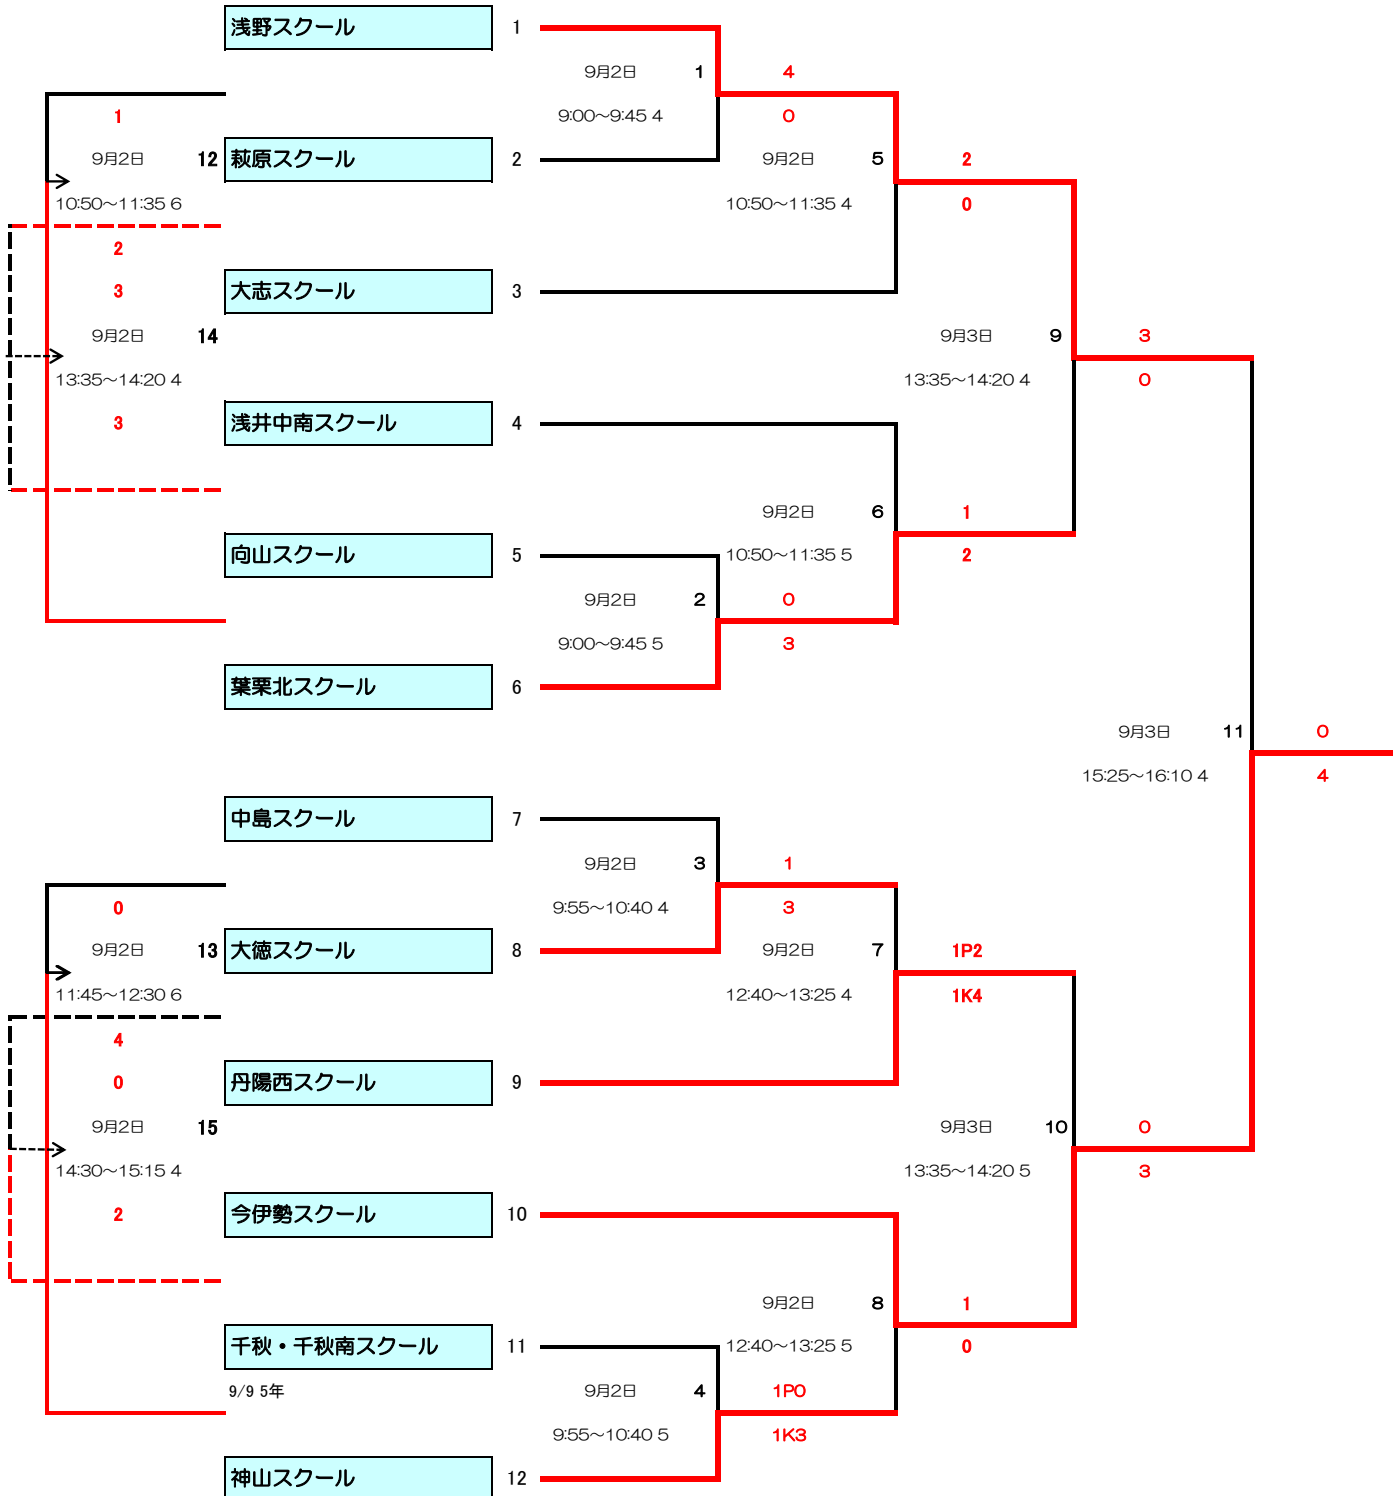 浅野スクール 1
9月2日 1 4
1
9:00～9:45 4 0
9月2日 12 萩原スクール 2 9月2日 5 2
10:50～11:35 6 10:50～11:35 4 0
2
3 大志スクール 3
9月2日 14 9月3日 9 3
13:35～14:20 4 13:35～14:20 4 0
3 浅井中南スクール 4
9月2日 6 1
向山スクール 5 10:50～11:35 5 2
9月2日 2 0
9:00～9:45 5 3
葉栗北スクール 6
9月3日 11 0
15:25～16:10 4 4
中島スクール 7
9月2日 3 1
0 9:55～10:40 4 3
9月2日 13 大徳スクール 8 9月2日 7 1P2
11:45～12:30 6 12:40～13:25 4 1K4
4
0 丹陽西スクール 9
9月2日 15 9月3日 10 0
14:30～15:15 4 13:35～14:20 5 3
2 今伊勢スクール 10
9月2日 8 1
千秋・千秋南スクール 11 12:40～13:25 5 0
9/9 5年 9月2日 4 1P0
9:55～10:40 5 1K3
神山スクール 12